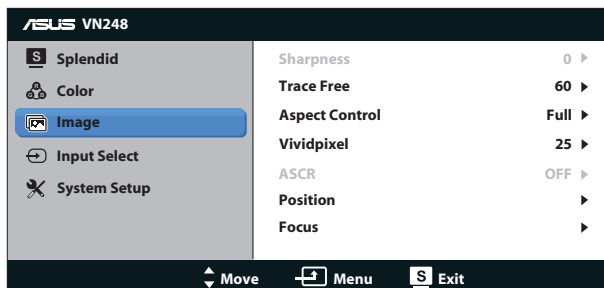 ASUS VN248
S Splendid
Color
Image
Input Select
System Setup
Sharpness 0
Trace Free 60
Aspect Control Full
Vividpixel 25
ASCR OFF
Position
Focus
Move Menu S Exit